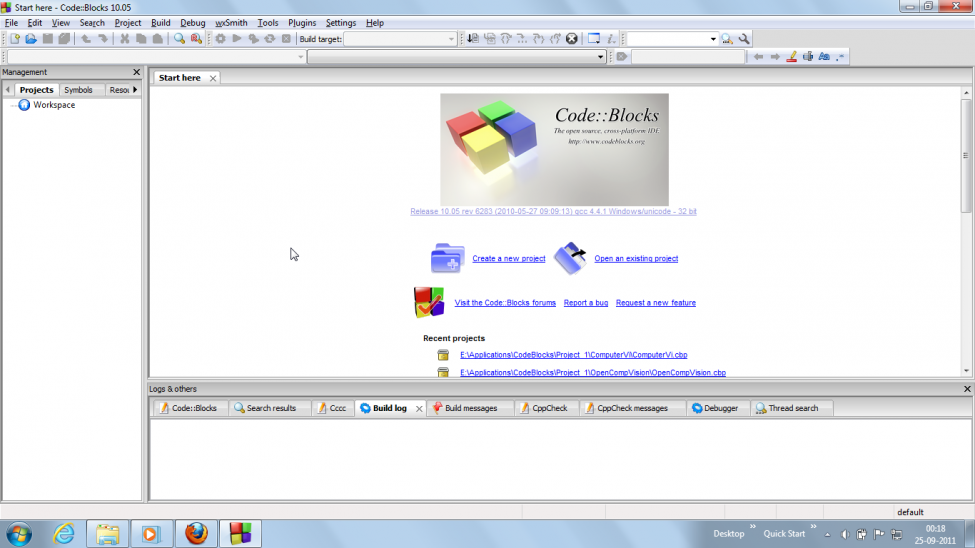 Start here - Code::Blocks 10.05
File Edit View Search Project Build Debug wxSmith Tools Plugins Settings Help
Build target:
Management
Projects Symbols Resou
Workspace
Start here
Code::Blocks
The open source, cross-platform IDE
http://www.codeblocks.org
Release 10.05 rev 6283 (2010-05-27 09:09:13) gcc 4.4.1 Windows/unicode - 32 bit
Create a new project Open an existing project
Visit the Code::Blocks forums Report a bug Request a new feature
Recent projects
E:\Applications\CodeBlocks\Project_1\ComputerVi\ComputerVi.cbp
E:\Applications\CodeBlocks\Project_1\OpenCompVision\OpenCompVision.cbp
Logs & others
Code::Blocks Search results Cccc Build log Build messages CppCheck CppCheck messages Debugger Thread search
default
Desktop Quick Start 00:18
25-09-2011